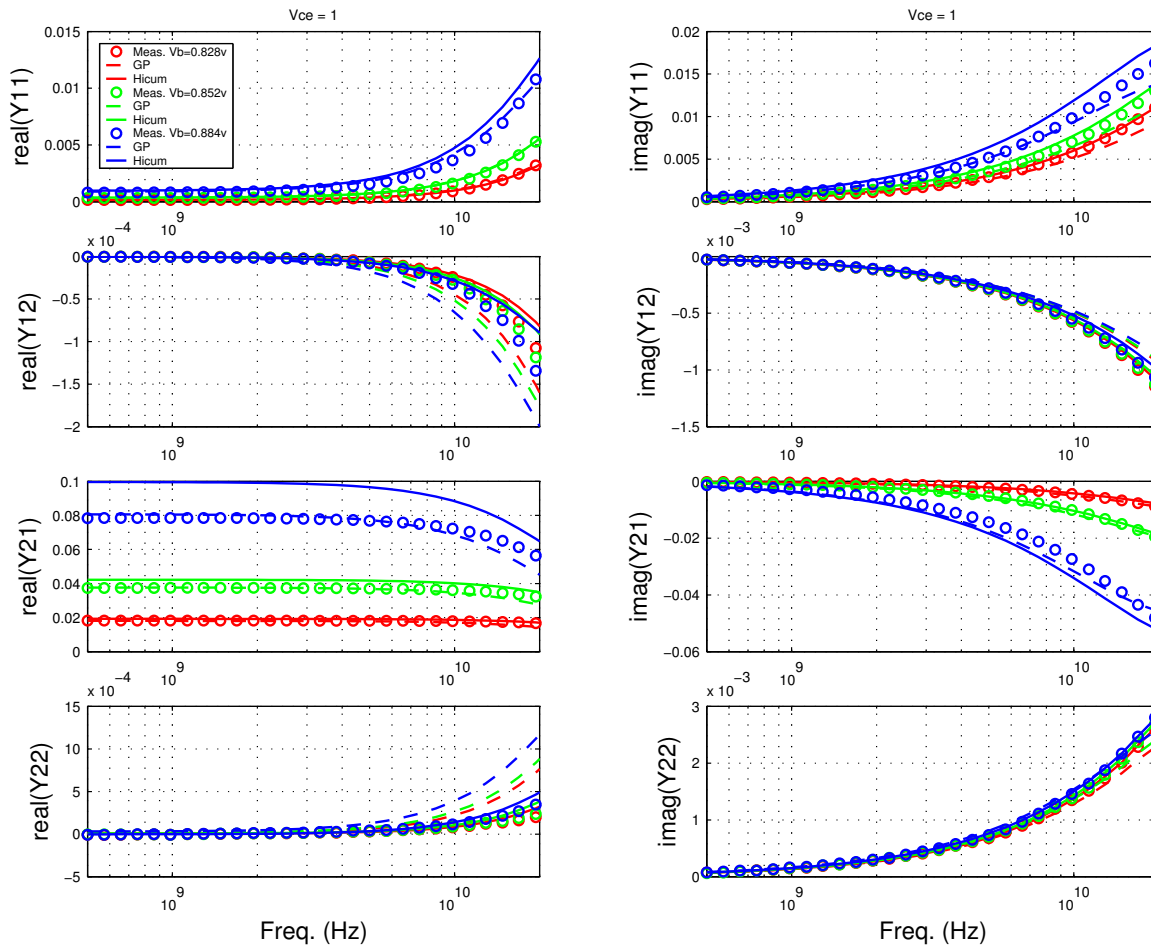 Vce = 1
0.015
0.01
0.005
0
real(Y11)
Meas. Vb=0.828v
GP
Hicum
Meas. Vb=0.852v
GP
Hicum
Meas. Vb=0.884v
GP
Hicum
10^9
10^10
Vce = 1
0.02
0.015
0.01
0.005
0
imag(Y11)
10^9
10^10
x 10^−4
0
−0.5
−1
−1.5
−2
real(Y12)
10^9
10^10
x 10^−3
0
−0.5
−1
−1.5
imag(Y12)
10^9
10^10
0.1
0.08
0.06
0.04
0.02
0
real(Y21)
10^9
10^10
0
−0.02
−0.04
−0.06
imag(Y21)
10^9
10^10
x 10^−4
15
10
5
0
−5
real(Y22)
10^9
10^10
Freq. (Hz)
x 10^−3
3
2
1
0
imag(Y22)
10^9
10^10
Freq. (Hz)